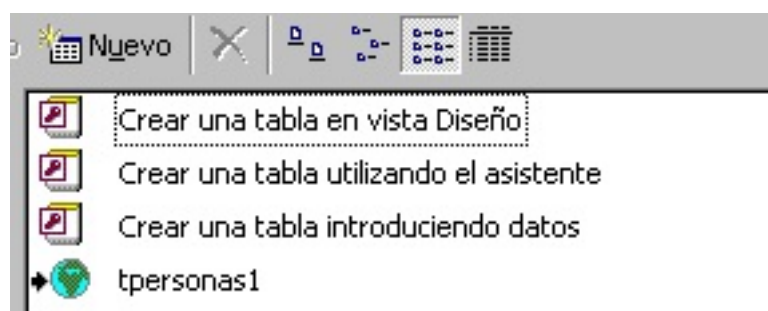 Nuevo
Crear una tabla en vista Diseño
Crear una tabla utilizando el asistente
Crear una tabla introduciendo datos
tpersonas1